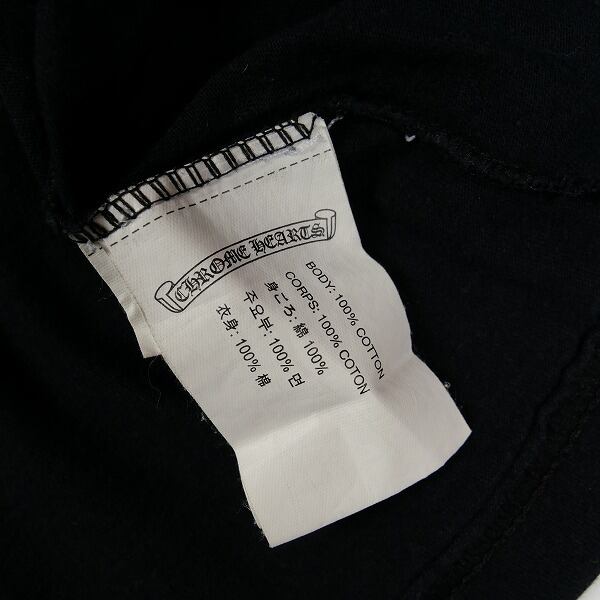 CHROME HEARTS
BODY: 100% COTTON
CORPS: 100% COTON
身ごろ: 綿 100%
주요부: 100% 면
衣身: 100% 棉